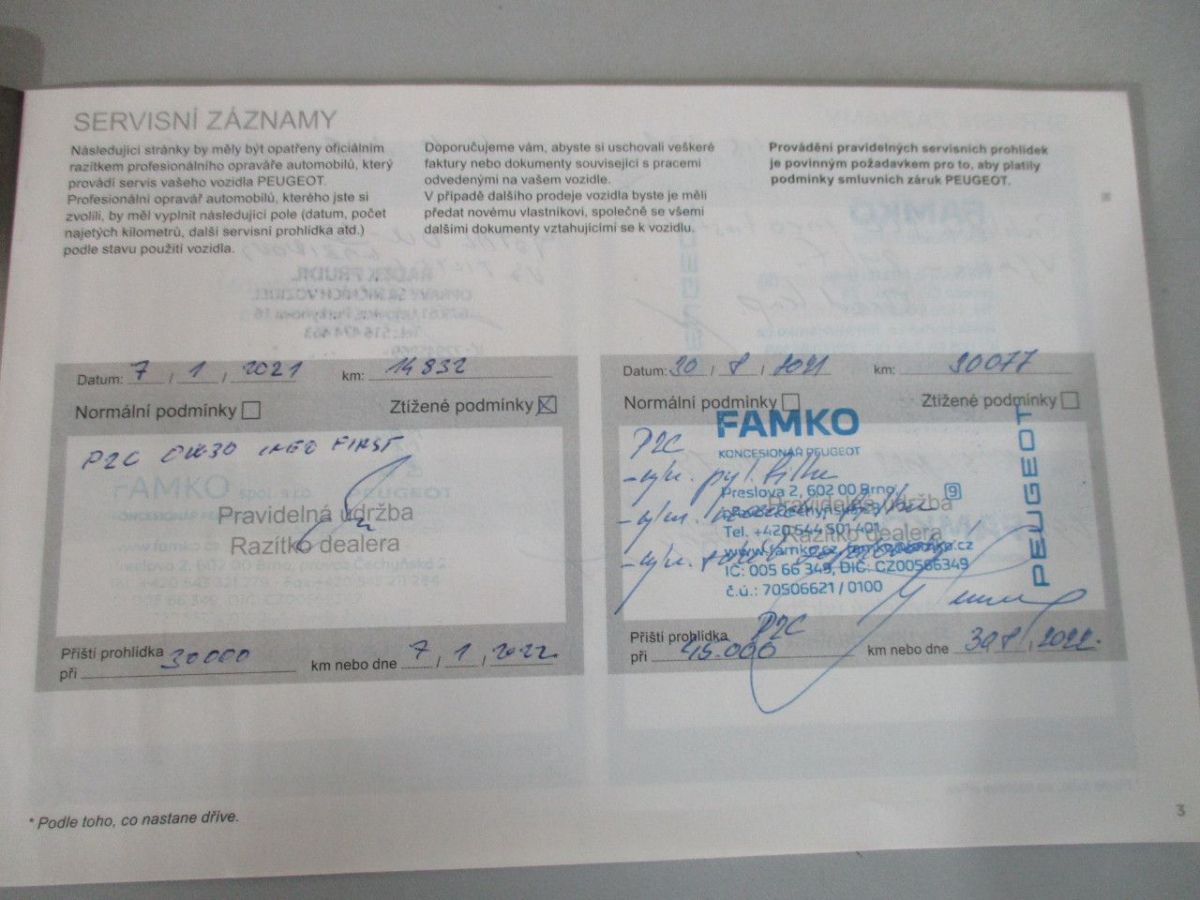 SERVISNÍ ZÁZNAMY
Následující stránky by měly být opatřeny oficiálním
razítkem profesionálního opraváře automobilů, který
provádí servis vašeho vozidla PEUGEOT.
Profesionální opravář automobilů, kterého jste si
zvolili, by měl vyplnit následující pole (datum, počet
najetých kilometrů, další servisní prohlídka atd.)
podle stavu použití vozidla.
Doporučujeme vám, abyste si uschovali veškeré
faktury nebo dokumenty související s pracemi
odvedenými na vašem vozidle.
V případě dalšího prodeje vozidla byste je měli
předat novému vlastníkovi, společně se všemi
dalšími dokumenty vztahujícími se k vozidlu.
Provádění pravidelných servisních prohlídek
je povinným požadavkem pro to, aby platily
podmínky smluvních záruk PEUGEOT.
Datum: 7 / 1 / 2021 km: 14832
Normální podmínky Ztížené podmínky
P2C 0W30 INEO FIRST
Pravidelná údržba
Razítko dealera
Příští prohlídka
při 30000 km nebo dne 7 / 1 / 2022
Datum: 30 / 8 / 2021 km: 30077
Normální podmínky Ztížené podmínky
P2C
FAMKO
KONCESIONÁŘ PEUGEOT
Preslova 2, 602 00 Brno 9
Tel. +420 544 501 401
www.famko.cz
IČ: 005 66 349, DIČ: CZ00566349
č.ú.: 70506621 / 0100
PEUGEOT
Pravidelná údržba
Razítko dealera
Příští prohlídka P2C
při 45.000 km nebo dne 30 8 / 2022
* Podle toho, co nastane dříve.
3